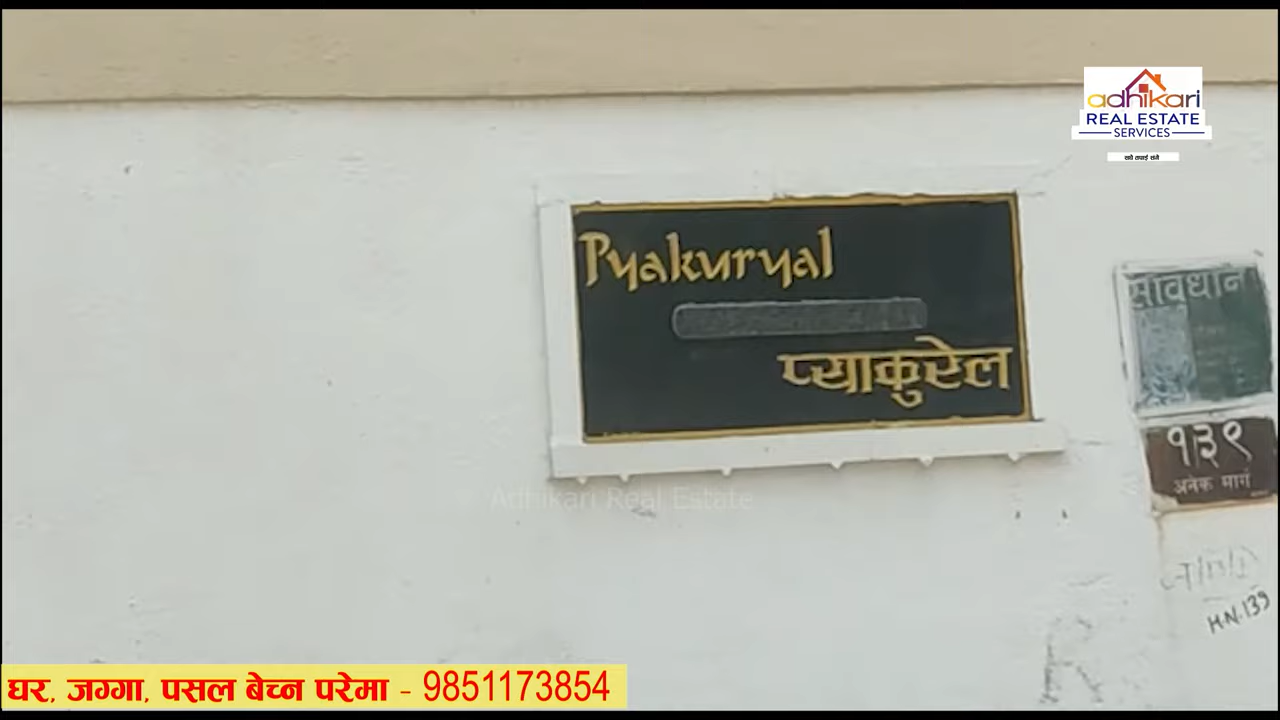 adhikari
REAL ESTATE
SERVICES
Pyakuryal
प्याकुरेल
सावधान
१३९
अनेक मार्ग
H.N.139
Adhikari Real Estate
घर, जग्गा, पसल बेच्न परेमा - 9851173854